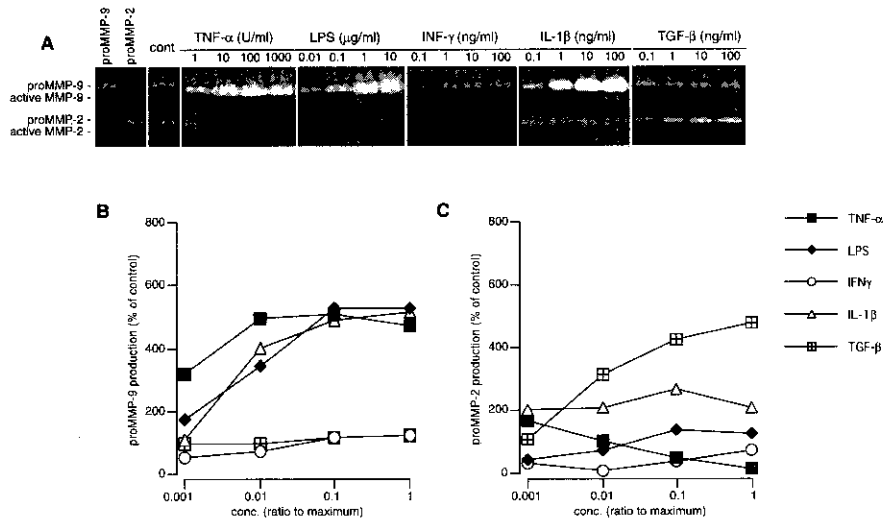 A
proMMP-9
proMMP-2
cont
TNF-α (U/ml)
1 10 100 1000
LPS (μg/ml)
0.01 0.1 1 10
INF-γ (ng/ml)
0.1 1 10 100
IL-1β (ng/ml)
0.1 1 10 100
TGF-β (ng/ml)
0.1 1 10 100
proMMP-9 -
active MMP-9 -
proMMP-2 -
active MMP-2 -
B
800
600
400
200
0
proMMP-9 production (% of control)
0.001 0.01 0.1 1
conc. (ratio to maximum)
C
800
600
400
200
0
proMMP-2 production (% of control)
0.001 0.01 0.1 1
conc. (ratio to maximum)
TNF-α
LPS
IFNγ
IL-1β
TGF-β